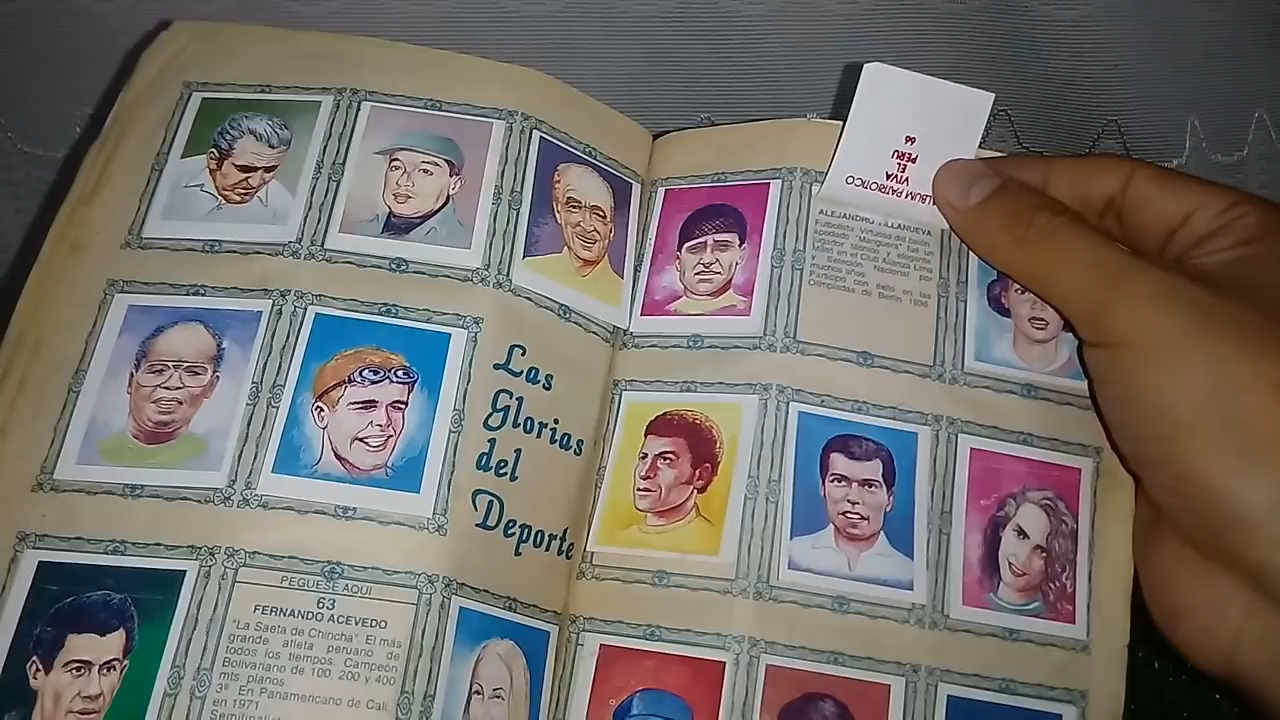 Las
Glorias
del
Deporte
PEGUESE AQUI
63
FERNANDO ACEVEDO
"La Saeta de Chincha". El más
grande atleta peruano de
todos los tiempos. Campeón
Bolivariano de 100, 200 y 400
mts. planos
3º En Panamericano de Cali
en 1971
ALBUM PATRIOTICO
VIVA
EL
PERU
66
ALEJANDRO VILLANUEVA
Futbolista Virtuoso del balón,
apodado "Manguera" fué un
jugador técnico y elegante.
Militó en el Club Alianza Lima
y Selección Nacional por
muchos años.
Participó con éxito en las
Olimpiadas de Berlín 1936